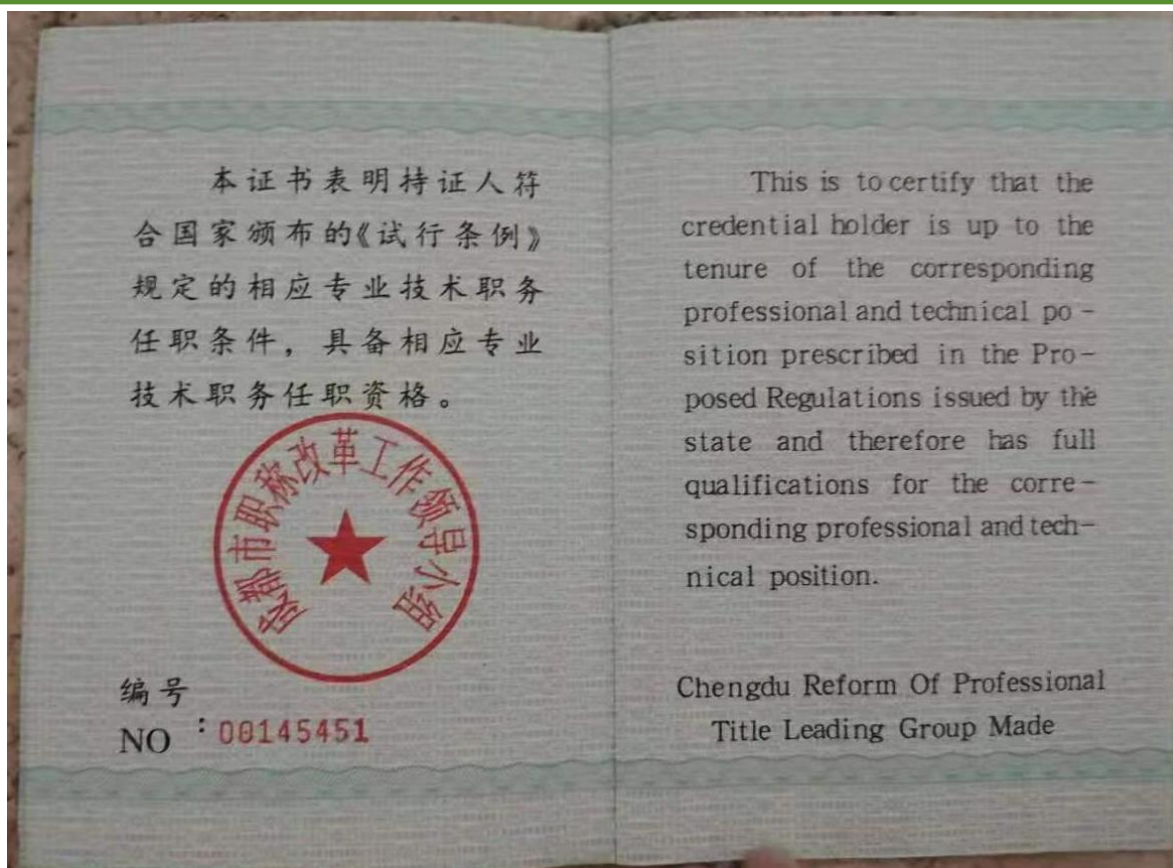 本证书表明持证人符
合国家颁布的《试行条例》
规定的相应专业技术职务
任职条件，具备相应专业
技术职务任职资格。
成都市职称改革工作领导小组
编号
NO：00145451
This is to certify that the
credential holder is up to the
tenure of the corresponding
professional and technical po-
sition prescribed in the Pro-
posed Regulations issued by the
state and therefore has full
qualifications for the corre-
sponding professional and tech-
nical position.
Chengdu Reform Of Professional
Title Leading Group Made